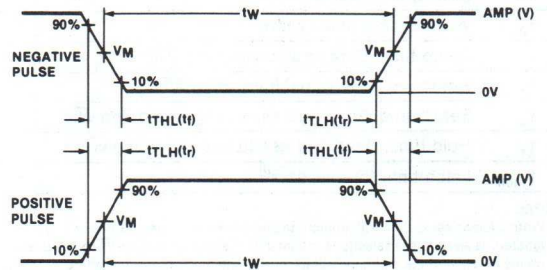 tW
AMP (V)
90%
90%
NEGATIVE
PULSE
VM
VM
10%
10%
0V
tTHL(tf)
tTLH(tr)
tTLH(tr)
tTHL(tf)
AMP (V)
90%
90%
POSITIVE
PULSE
VM
VM
10%
10%
0V
tW